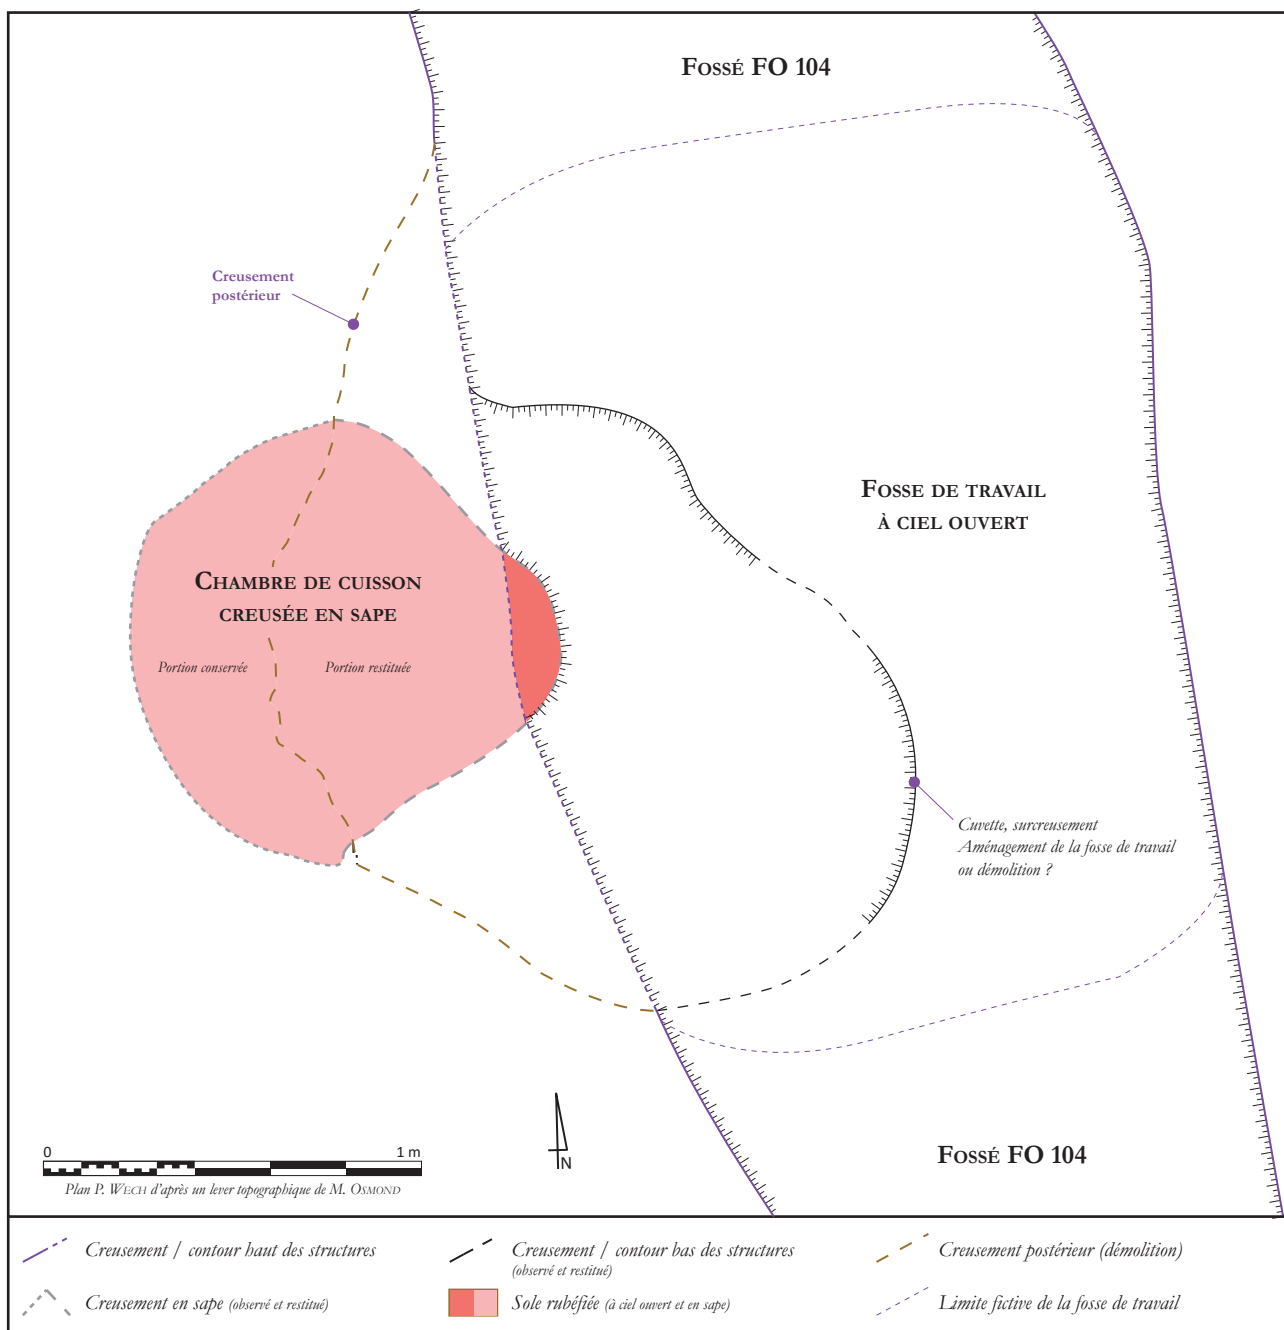 Fossé FO 104
Creusement
postérieur
Fosse de travail
à ciel ouvert
Chambre de cuisson
creusée en sape
Portion conservée
Portion restituée
Cuvette, surcreusement
Aménagement de la fosse de travail
ou démolition ?
0
1 m
N
Fossé FO 104
Plan P. Wech d'après un lever topographique de M. Osmond
Creusement / contour haut des structures
Creusement / contour bas des structures
(observé et restitué)
Creusement postérieur (démolition)
Creusement en sape (observé et restitué)
Sole rubéfiée (à ciel ouvert et en sape)
Limite fictive de la fosse de travail